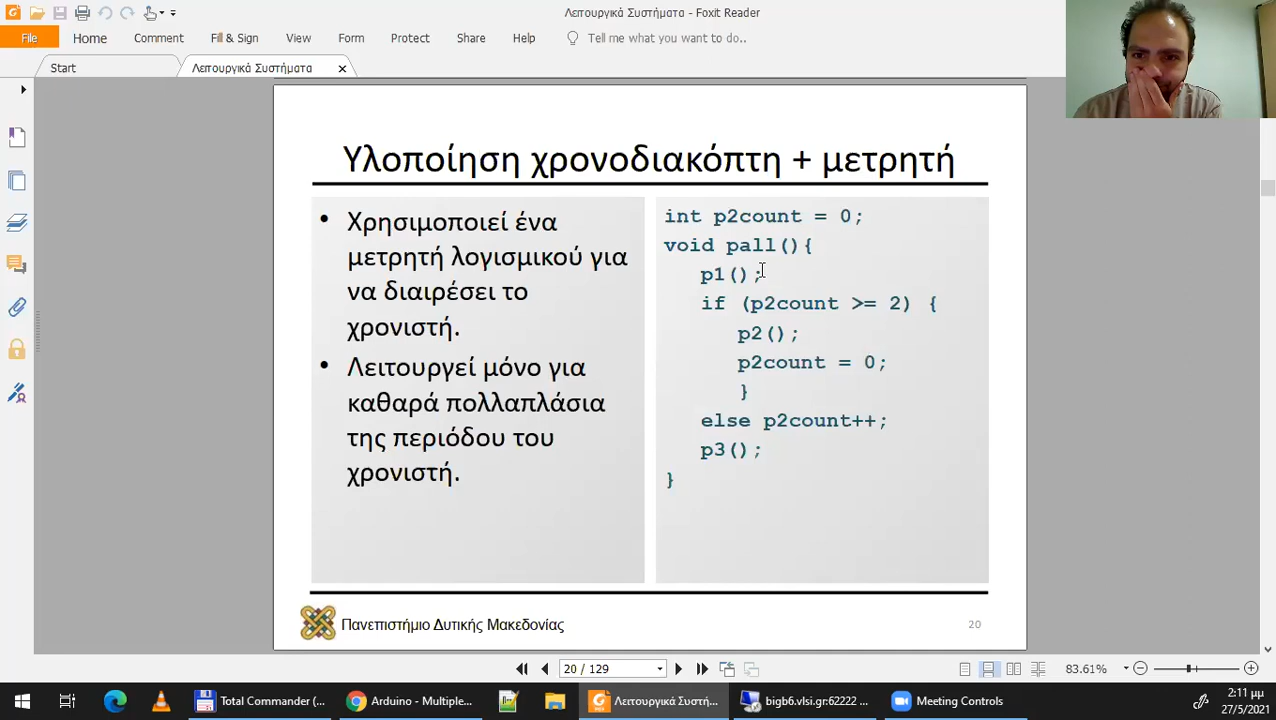 Λειτουργικά Συστήματα - Foxit Reader
File Home Comment Fill & Sign View Form Protect Share Help Tell me what you want to do..
Start Λειτουργικά Συστήματα
Υλοποίηση χρονοδιακόπτη + μετρητή
• Χρησιμοποιεί ένα
μετρητή λογισμικού για
να διαιρέσει το
χρονιστή.
• Λειτουργεί μόνο για
καθαρά πολλαπλάσια
της περιόδου του
χρονιστή.
int p2count = 0;
void pall(){
p1();
if (p2count >= 2) {
p2();
p2count = 0;
}
else p2count++;
p3();
}
Πανεπιστήμιο Δυτικής Μακεδονίας
20
20 / 129
83.61%
Total Commander (...
Arduino - Multiple...
Λειτουργικά Συστή...
bigb6.vlsi.gr:62222 ...
Meeting Controls
2:11 μμ
27/5/2021